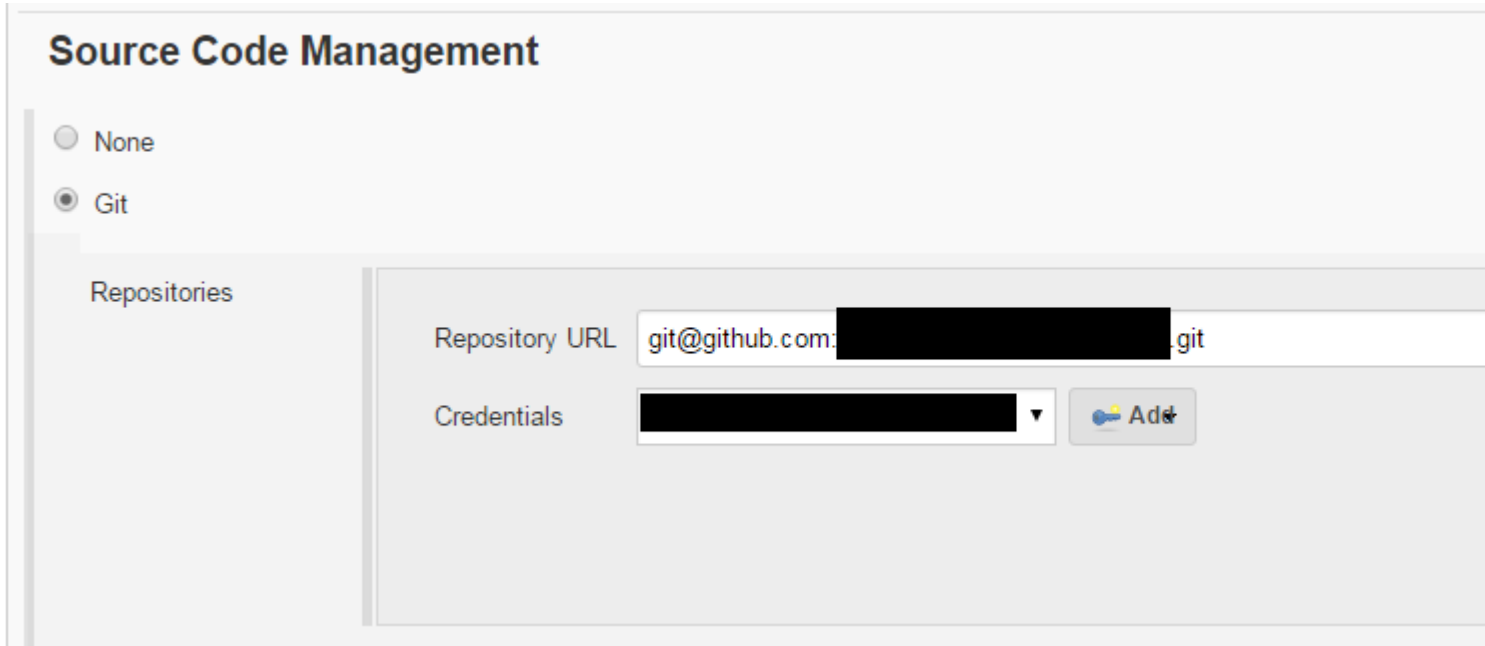 Source Code Management
None
Git
Repositories
Repository URL git@github.com: .git
Credentials Add